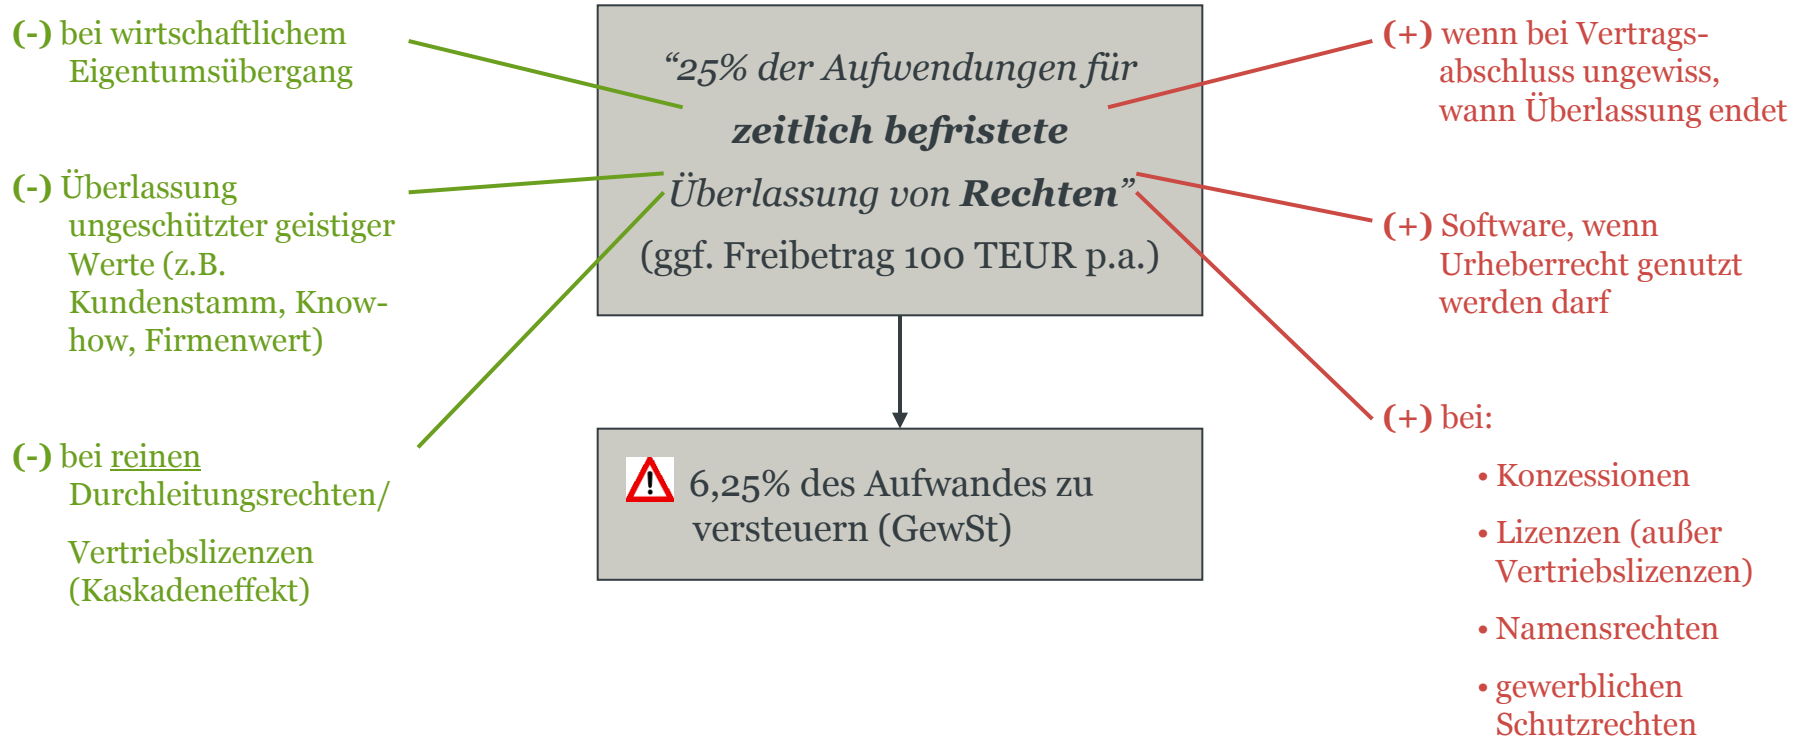 (-) bei wirtschaftlichem
Eigentumsübergang
(-) Überlassung
ungeschützter geistiger
Werte (z.B.
Kundenstamm, Know-
how, Firmenwert)
(-) bei reinen
Durchleitungsrechten/
Vertriebslizenzen
(Kaskadeneffekt)
“25% der Aufwendungen für
zeitlich befristete
Überlassung von Rechten”
(ggf. Freibetrag 100 TEUR p.a.)
! 6,25% des Aufwandes zu
versteuern (GewSt)
(+) wenn bei Vertrags-
abschluss ungewiss,
wann Überlassung endet
(+) Software, wenn
Urheberrecht genutzt
werden darf
(+) bei:
• Konzessionen
• Lizenzen (außer
Vertriebslizenzen)
• Namensrechten
• gewerblichen
Schutzrechten